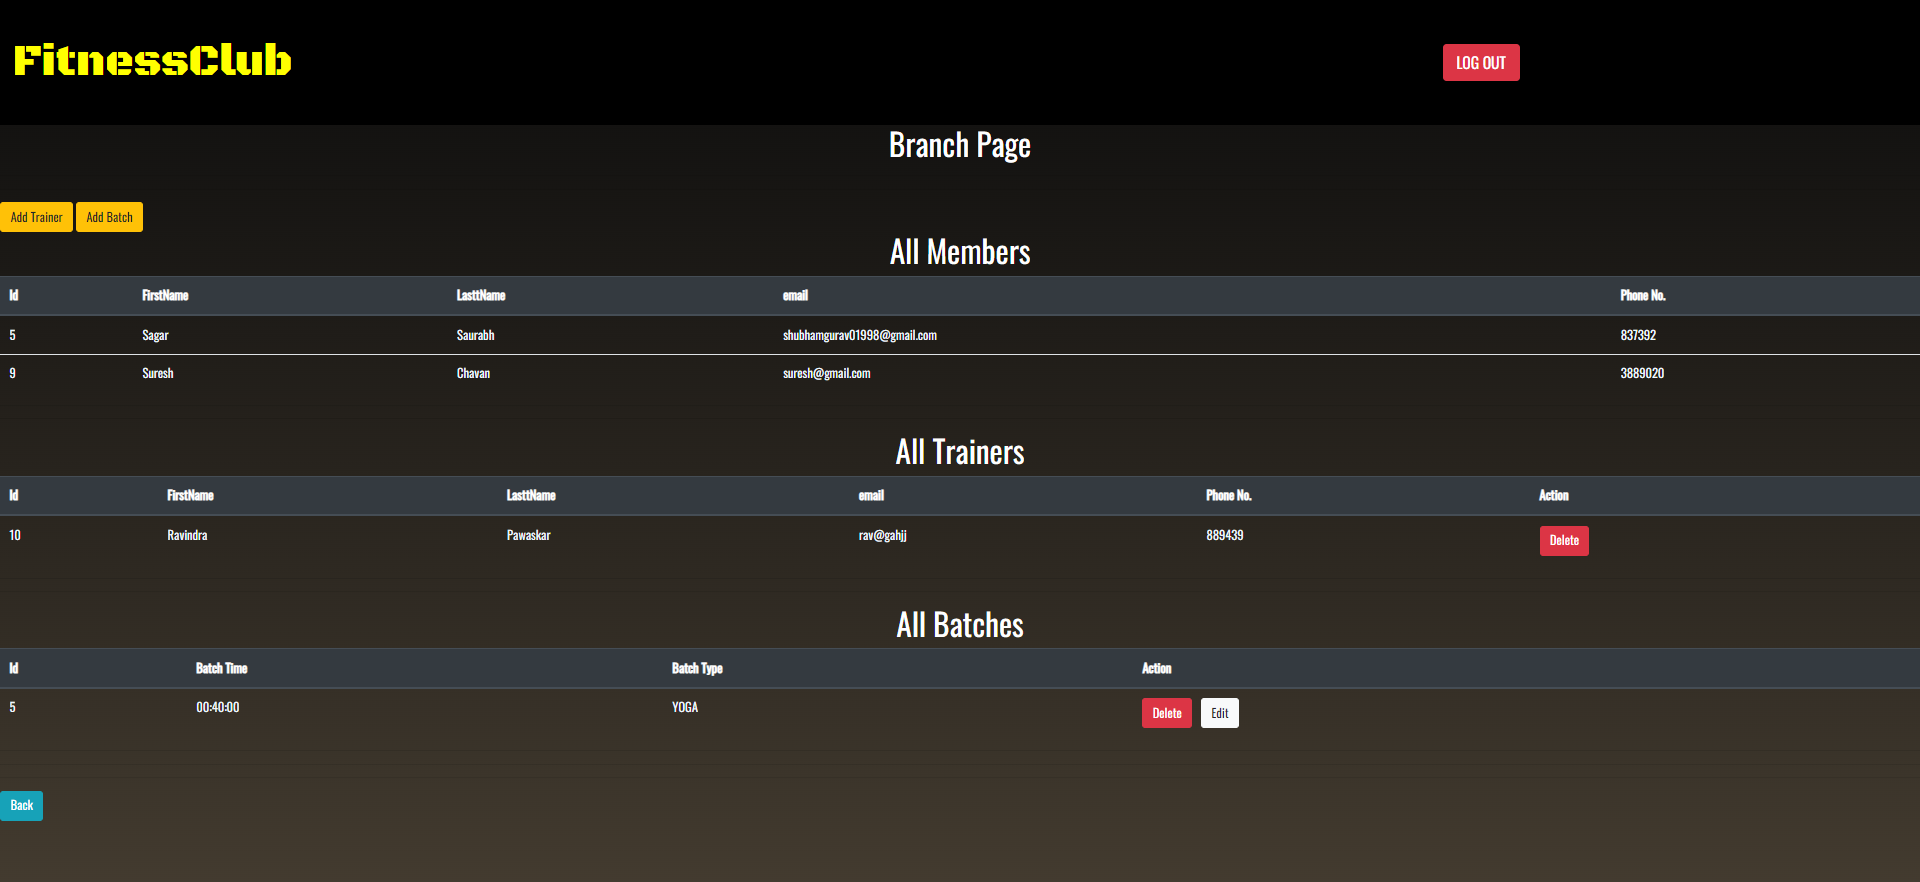 FitnessClub LOG OUT
Branch Page
Add Trainer Add Batch
All Members
Id FirstName LasttName email Phone No.
5 Sagar Saurabh shubhamgurav01998@gmail.com 837392
9 Suresh Chavan suresh@gmail.com 3889020
All Trainers
Id FirstName LasttName email Phone No. Action
10 Ravindra Pawaskar rav@gahjj 889439 Delete
All Batches
Id Batch Time Batch Type Action
5 00:40:00 YOGA Delete Edit
Back